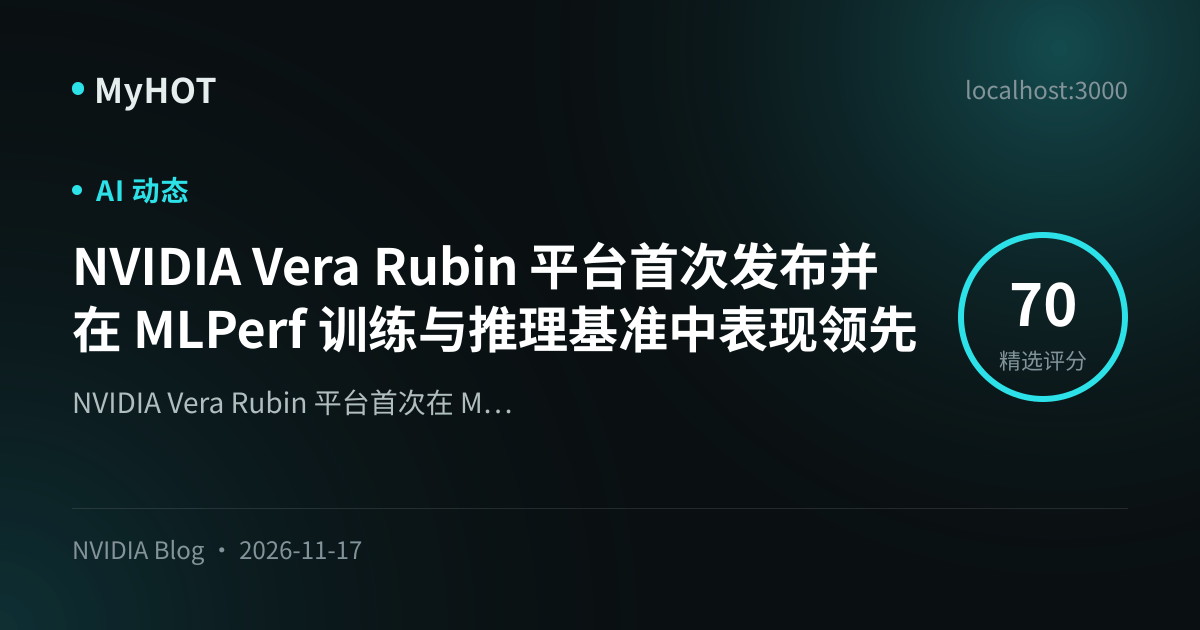 MyHOT
localhost:3000
AI 动态
NVIDIA Vera Rubin 平台首次发布并
在 MLPerf 训练与推理基准中表现领先
70
精选评分
NVIDIA Vera Rubin 平台首次在 M…
NVIDIA Blog · 2026-11-17